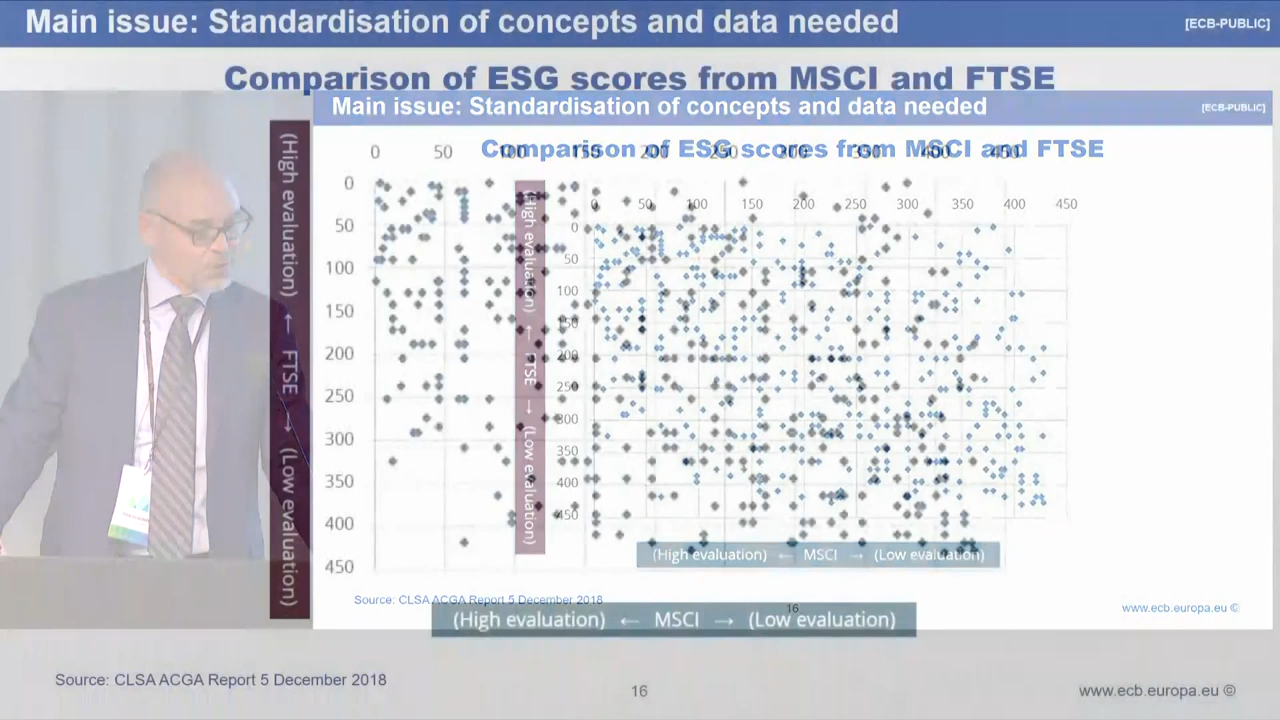 Main issue: Standardisation of concepts and data needed
[ECB-PUBLIC]
Comparison of ESG scores from MSCI and FTSE
Main issue: Standardisation of concepts and data needed
[ECB-PUBLIC]
Comparison of ESG scores from MSCI and FTSE
0 50 100 150 200 250 300 350 400 450
0
50
100
150
200
250
300
350
400
450
(High evaluation) ← FTSE → (Low evaluation)
0 50 100 150 200 250 300 350 400 450
0
50
100
150
200
250
300
350
400
450
(High evaluation) ← FTSE → (Low evaluation)
(High evaluation) ← MSCI → (Low evaluation)
Source: CLSA ACGA Report 5 December 2018
16
www.ecb.europa.eu ©
(High evaluation) ← MSCI → (Low evaluation)
Source: CLSA ACGA Report 5 December 2018
16
www.ecb.europa.eu ©